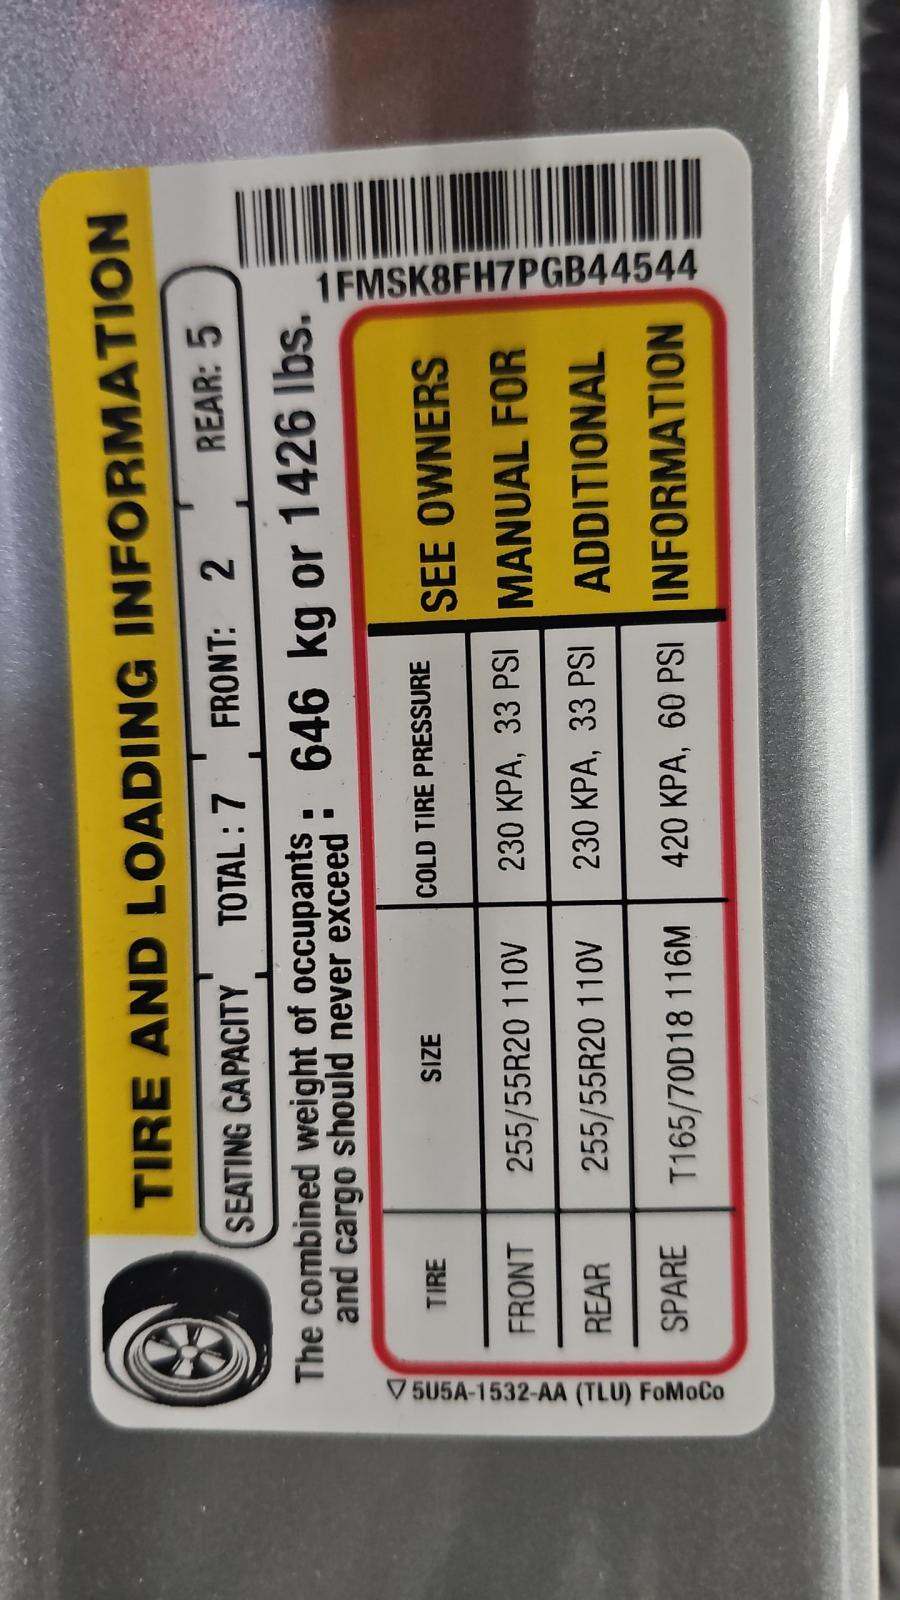 TIRE AND LOADING INFORMATION
SEATING CAPACITY TOTAL : 7 FRONT: 2 REAR: 5
The combined weight of occupants and cargo should never exceed : 646 kg or 1426 lbs.
1FMSK8FH7PGB44544
TIRE SIZE COLD TIRE PRESSURE
FRONT 255/55R20 110V 230 KPA, 33 PSI
REAR 255/55R20 110V 230 KPA, 33 PSI
SPARE T165/70D18 116M 420 KPA, 60 PSI
SEE OWNERS
MANUAL FOR
ADDITIONAL
INFORMATION
▽ 5U5A-1532-AA (TLU) FoMoCo